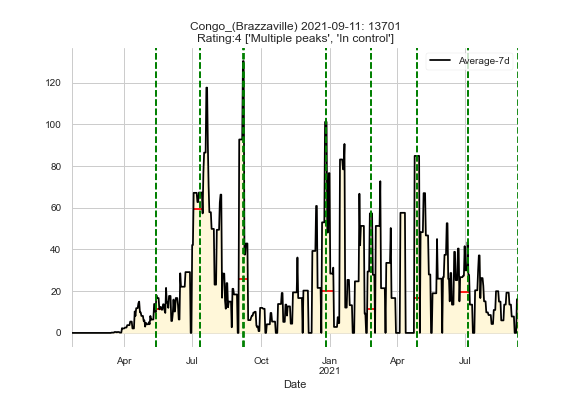 Congo_(Brazzaville) 2021-09-11: 13701
Rating:4 ['Multiple peaks', 'In control']
Average-7d
120
100
80
60
40
20
0
Apr
Jul
Oct
Jan
2021
Apr
Jul
Date